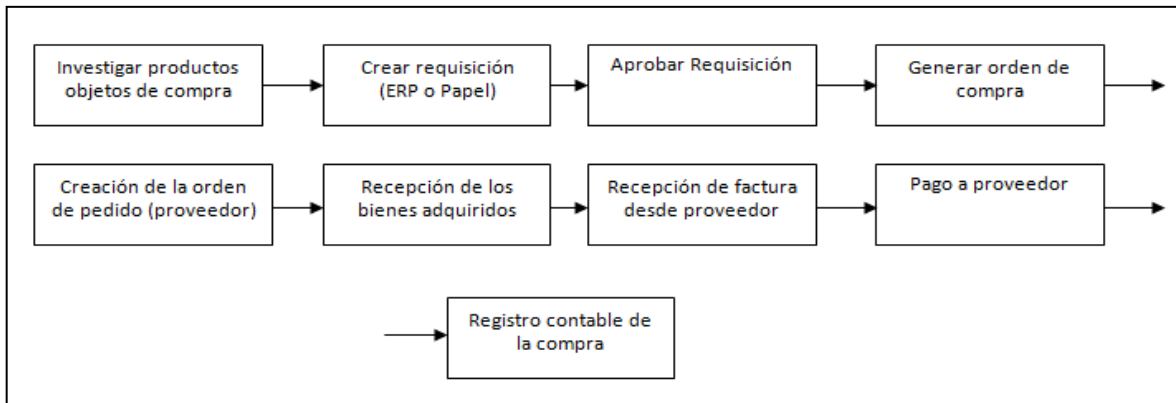 Investigar productos
objetos de compra
Crear requisición
(ERP o Papel)
Aprobar Requisición
Generar orden de
compra
Creación de la orden
de pedido (proveedor)
Recepción de los
bienes adquiridos
Recepción de factura
desde proveedor
Pago a proveedor
Registro contable de
la compra